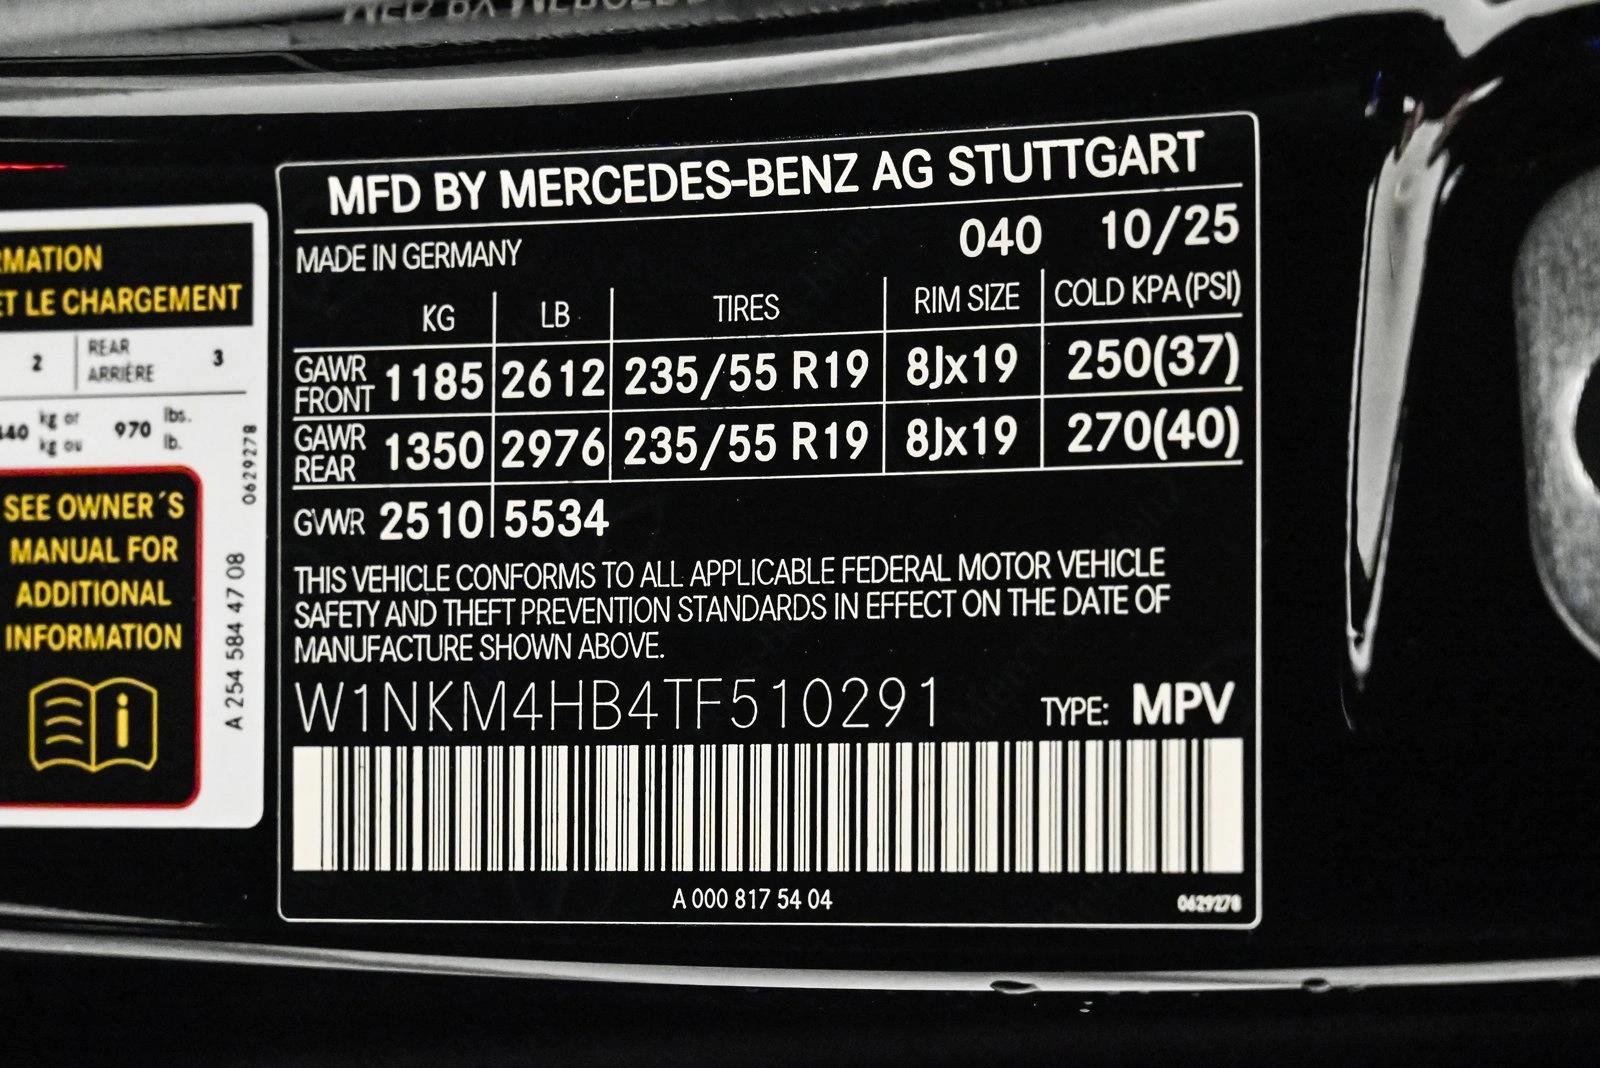 MFD BY MERCEDES-BENZ AG STUTTGART
MADE IN GERMANY 040 10/25
KG LB TIRES RIM SIZE COLD KPA (PSI)
GAWR FRONT 1185 2612 235/55 R19 8Jx19 250(37)
GAWR REAR 1350 2976 235/55 R19 8Jx19 270(40)
GVWR 2510 5534
THIS VEHICLE CONFORMS TO ALL APPLICABLE FEDERAL MOTOR VEHICLE
SAFETY AND THEFT PREVENTION STANDARDS IN EFFECT ON THE DATE OF
MANUFACTURE SHOWN ABOVE.
W1NKM4HB4TF510291 TYPE: MPV
A 000 817 54 04 0629278
RMATION
ET LE CHARGEMENT
2 REAR ARRIÈRE 3
440 kg or kg ou 970 lbs. lb.
SEE OWNER´S
MANUAL FOR
ADDITIONAL
INFORMATION
i
A 254 584 47 08 0629278